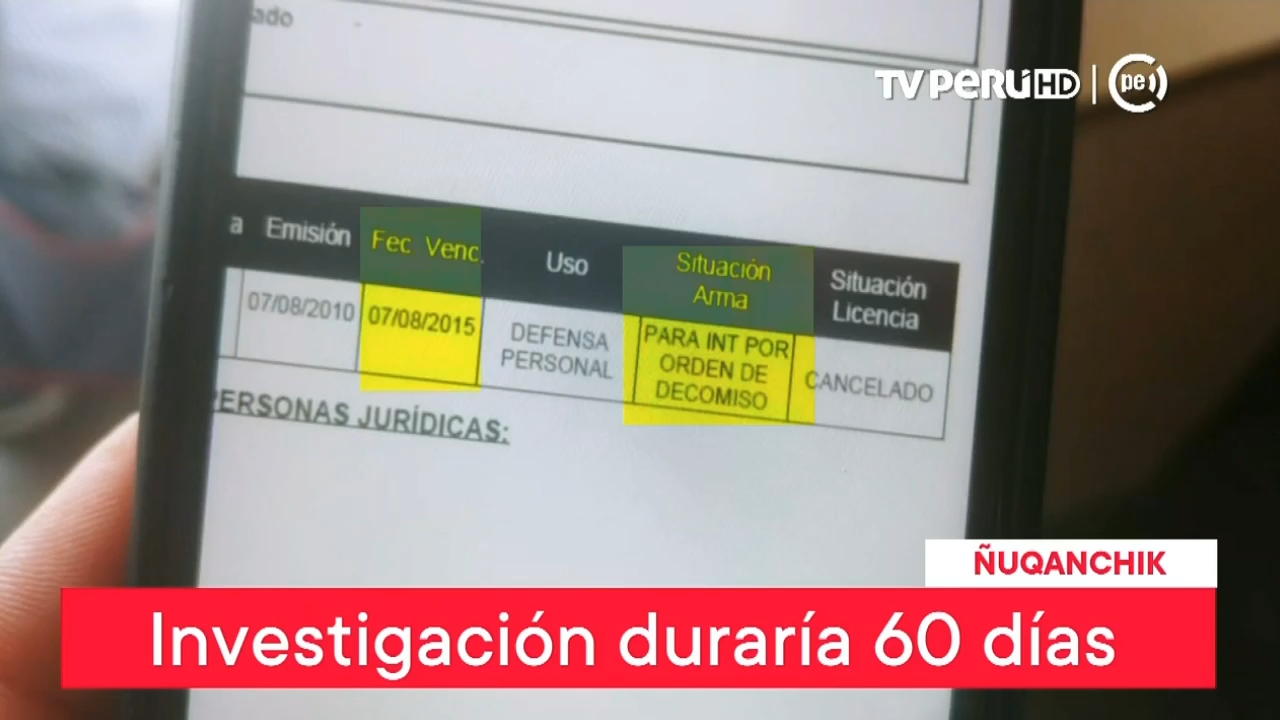 ado
TV PERÚ HD | pe
a Emisión Fec Venc. Uso Situación Arma Situación Licencia
07/08/2010 07/08/2015 DEFENSA PERSONAL PARA INT POR ORDEN DE DECOMISO CANCELADO
PERSONAS JURÍDICAS:
ÑUQANCHIK
Investigación duraría 60 días